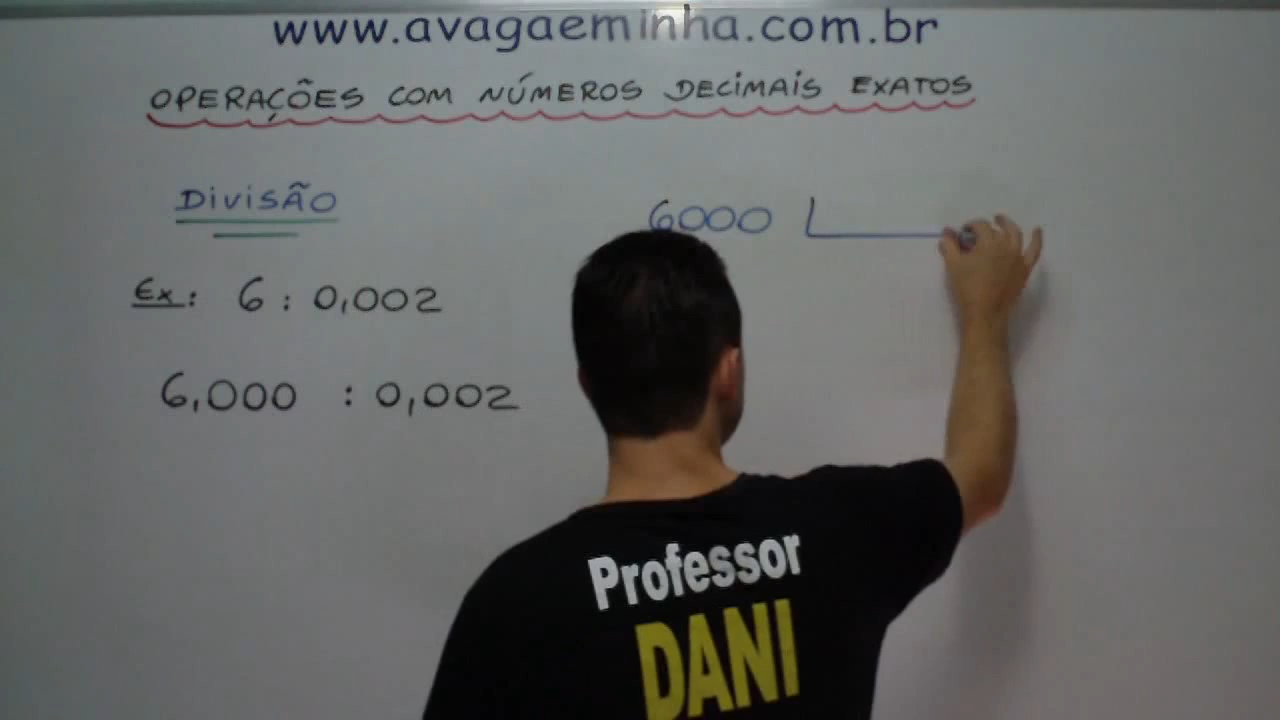 www.avagaeminha.com.br
OPERAÇÕES COM NÚMEROS DECIMAIS EXATOS
DIVISÃO
6000
Ex: 6 : 0,002
6,000 : 0,002
Professor
DANI